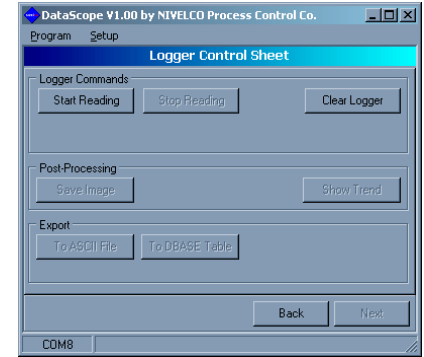 DataScope V1.00 by NIVELCO Process Control Co.
Program Setup
Logger Control Sheet
Logger Commands
Start Reading Stop Reading Clear Logger
Post-Processing
Save Image Show Trend
Export
To ASCII File To DBASE Table
Back Next
COM8